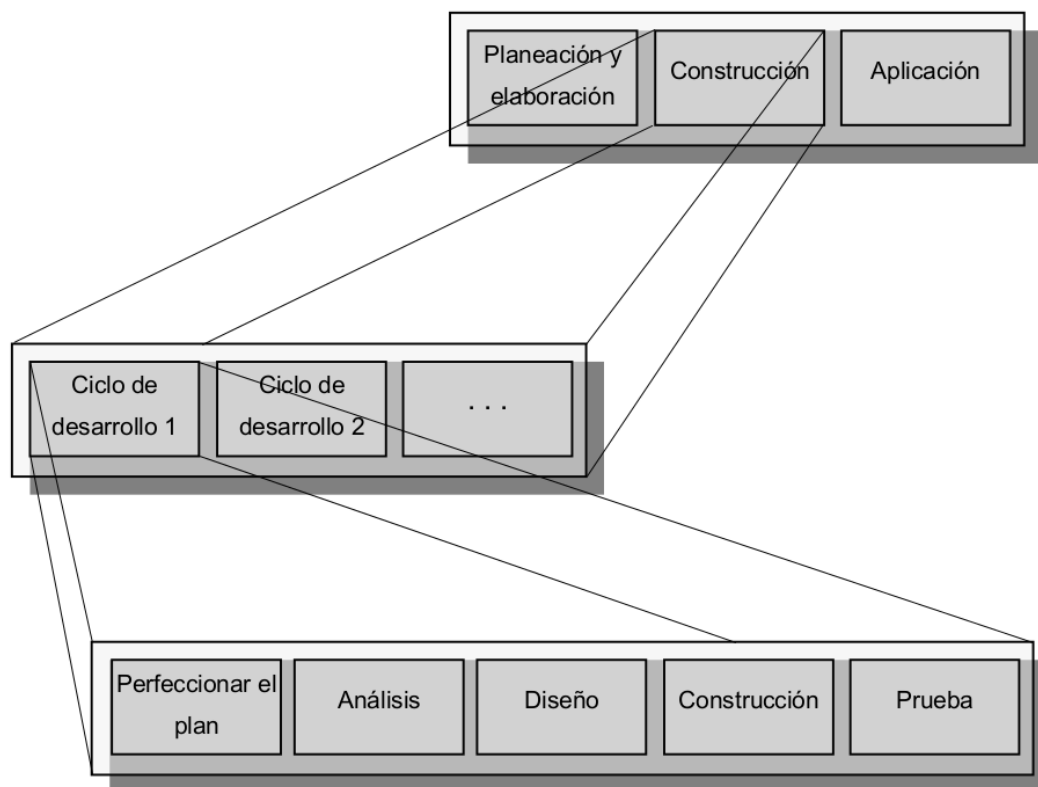 Planeación y
elaboración
Construcción
Aplicación
Ciclo de
desarrollo 1
Ciclo de
desarrollo 2
. . .
Perfeccionar el
plan
Análisis
Diseño
Construcción
Prueba